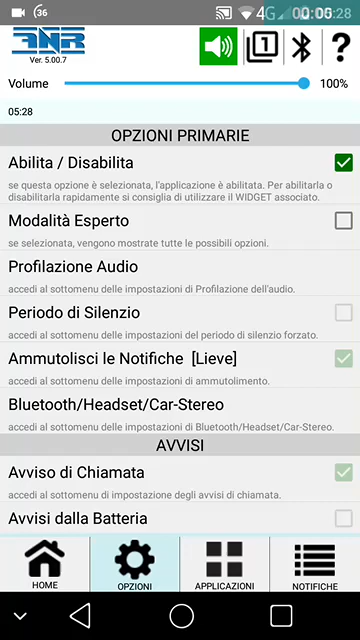 36 4G 05:28
ANR
Ver. 5.00.7
1 ?
Volume 100%
05:28
OPZIONI PRIMARIE
Abilita / Disabilita
se questa opzione è selezionata, l'applicazione è abilitata. Per abilitarla o
disabilitarla rapidamente si consiglia di utilizzare il WIDGET associato.
Modalità Esperto
se selezionata, vengono mostrate tutte le possibili opzioni.
Profilazione Audio
accedi al sottomenu delle impostazioni di Profilazione dell'audio.
Periodo di Silenzio
accedi al sottomenu delle impostazioni del periodo di silenzio forzato.
Ammutolisci le Notifiche [Lieve]
accedi al sottomenu delle impostazioni di ammutolimento.
Bluetooth/Headset/Car-Stereo
accedi al sottomenu delle impostazioni di Bluetooth/Headset/Car-Stereo.
AVVISI
Avviso di Chiamata
accedi al sottomenu di impostazione degli avvisi di chiamata.
Avvisi dalla Batteria
HOME OPZIONI APPLICAZIONI NOTIFICHE